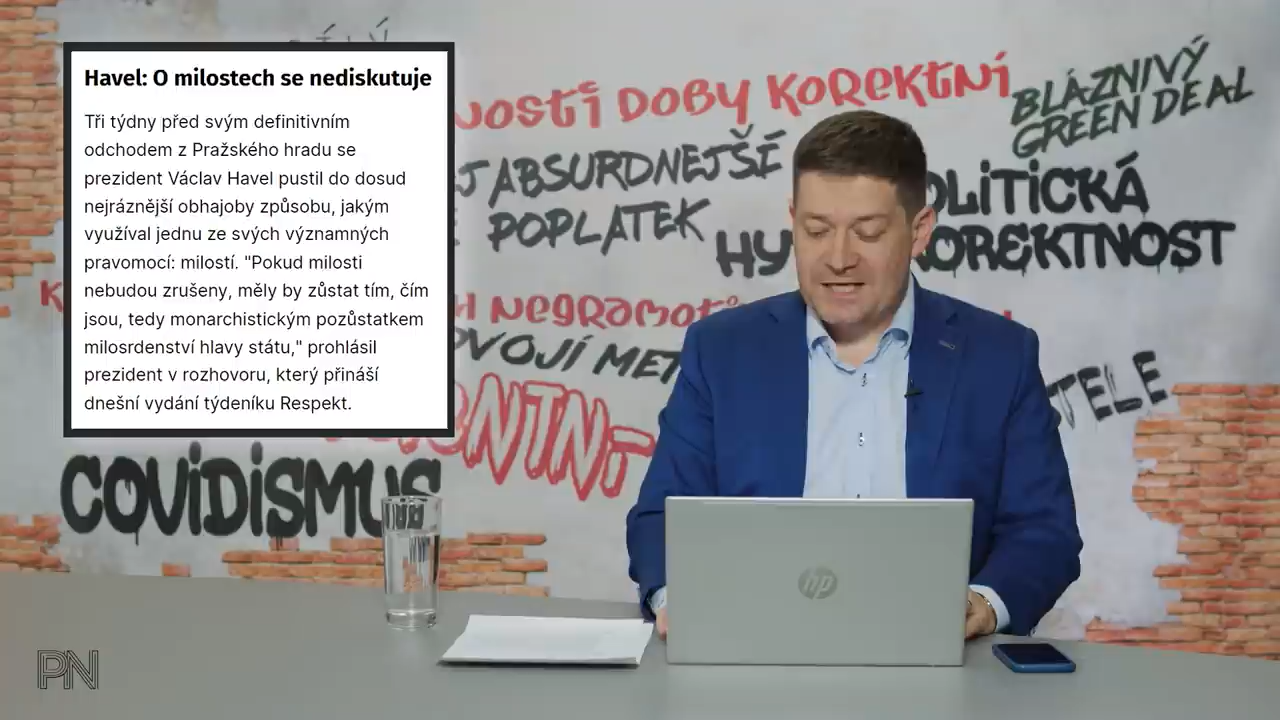 Havel: O milostech se nediskutuje
Tři týdny před svým definitivním
odchodem z Pražského hradu se
prezident Václav Havel pustil do dosud
nejráznější obhajoby způsobu, jakým
využíval jednu ze svých významných
pravomocí: milostí. "Pokud milosti
nebudou zrušeny, měly by zůstat tím, čím
jsou, tedy monarchistickým pozůstatkem
milosrdenství hlavy státu," prohlásil
prezident v rozhovoru, který přináší
dnešní vydání týdeníku Respekt.
DOBY KOREKTNÍ
BLÁZNIVÝ
GREEN DEAL
ABSURDNEJŠÍ
POPLATEK
POLITICKÁ
KOREKTNOST
COVIDISMUS
hp
PN